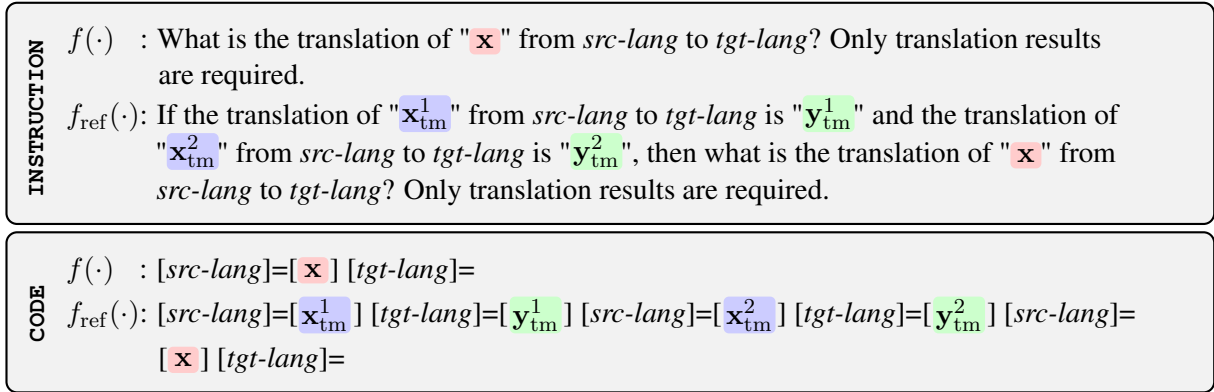 INSTRUCTION
f(·) : What is the translation of "x" from src-lang to tgt-lang? Only translation results
are required.
f_ref(·): If the translation of "x_tm^1" from src-lang to tgt-lang is "y_tm^1" and the translation of
"x_tm^2" from src-lang to tgt-lang is "y_tm^2", then what is the translation of "x" from
src-lang to tgt-lang? Only translation results are required.
CODE
f(·) : [src-lang]=[x] [tgt-lang]=
f_ref(·): [src-lang]=[x_tm^1] [tgt-lang]=[y_tm^1] [src-lang]=[x_tm^2] [tgt-lang]=[y_tm^2] [src-lang]=
[x] [tgt-lang]=